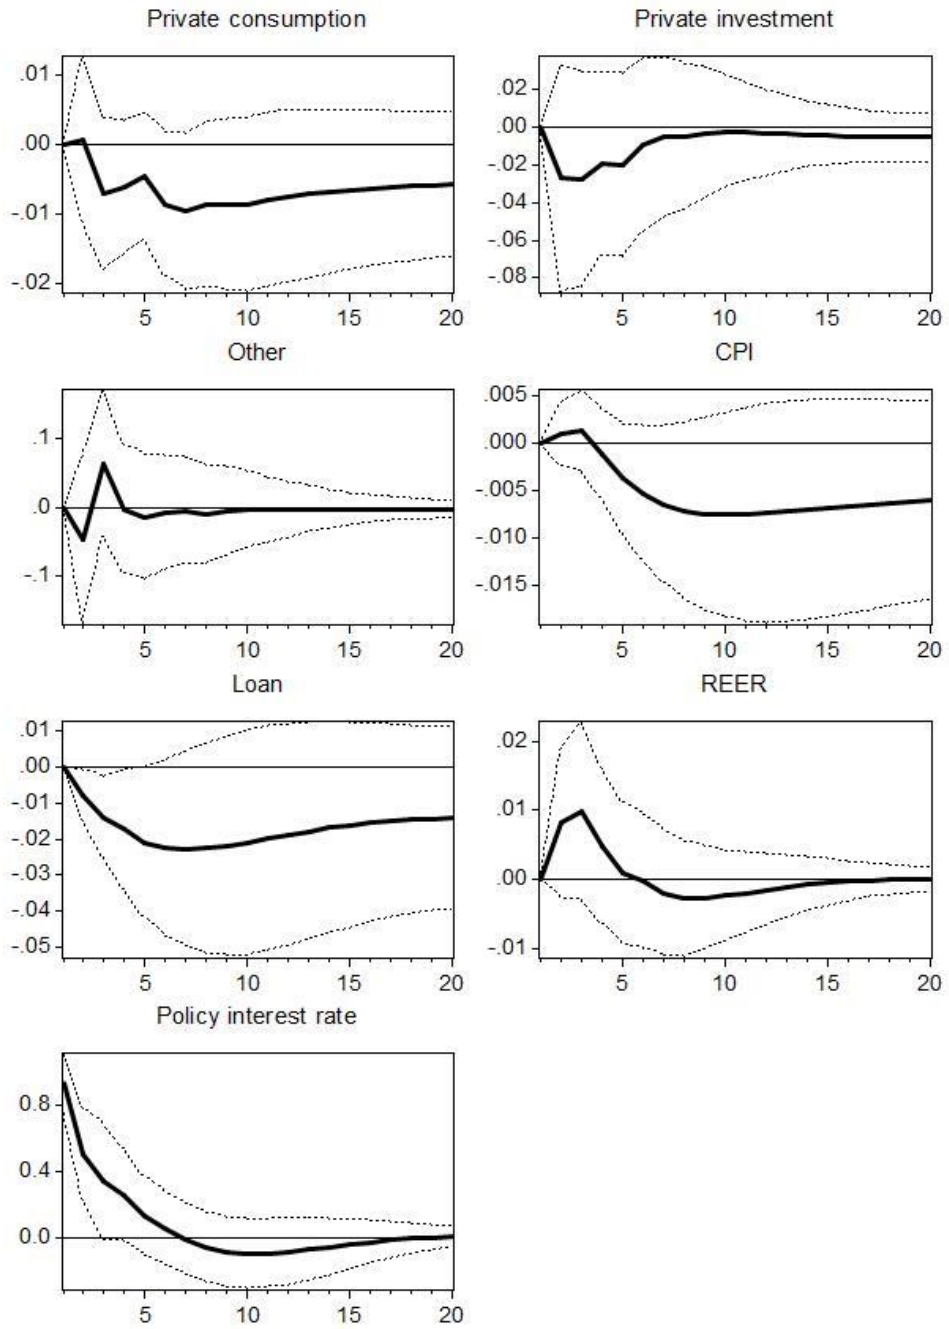 Private consumption
.01
.00
-.01
-.02
5 10 15 20
Private investment
.02
.00
-.02
-.04
-.06
-.08
5 10 15 20
Other
.1
.0
-.1
5 10 15 20
CPI
.005
.000
-.005
-.010
-.015
5 10 15 20
Loan
.01
.00
-.01
-.02
-.03
-.04
-.05
5 10 15 20
REER
.02
.01
.00
-.01
5 10 15 20
Policy interest rate
0.8
0.4
0.0
5 10 15 20